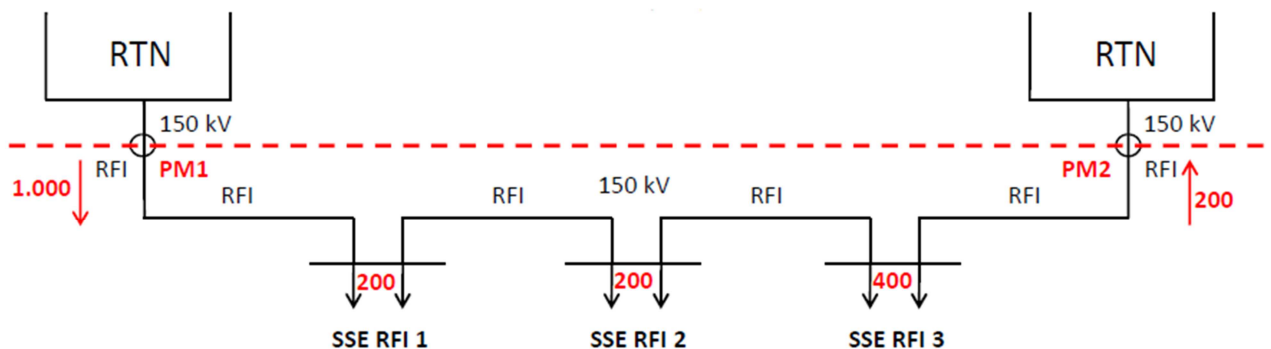 RTN
RTN
150 kV
150 kV
RFI
PM1
PM2
RFI
1.000
RFI
RFI
150 kV
RFI
RFI
200
200
200
400
SSE RFI 1
SSE RFI 2
SSE RFI 3